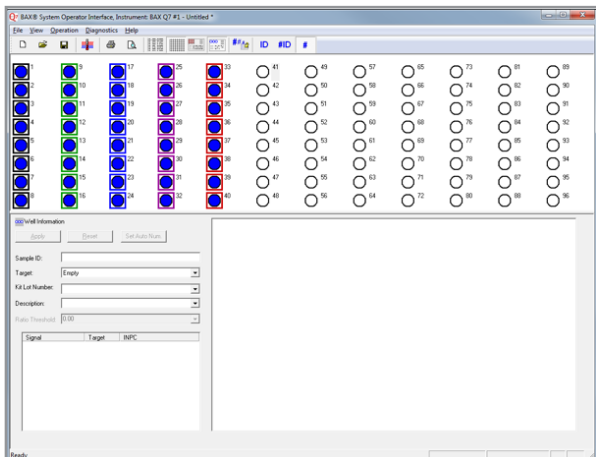 BAX® System Operator Interface, Instrument: BAX Q7 #1 - Untitled *
File View Operation Diagnostics Help
ID #ID #
1 9 17 25 33 41 49 57 65 73 81 89
2 10 18 26 34 42 50 58 66 74 82 90
3 11 19 27 35 43 51 59 67 75 83 91
4 12 20 28 36 44 52 60 68 76 84 92
5 13 21 29 37 45 53 61 69 77 85 93
6 14 22 30 38 46 54 62 70 78 86 94
7 15 23 31 39 47 55 63 71 79 87 95
8 16 24 32 40 48 56 64 72 80 88 96
Well Information
Apply Reset Set Auto Num
Sample ID:
Target: Empty
Kit Lot Number:
Description:
Ratio Threshold: 0.00
Signal Target INPC
Ready